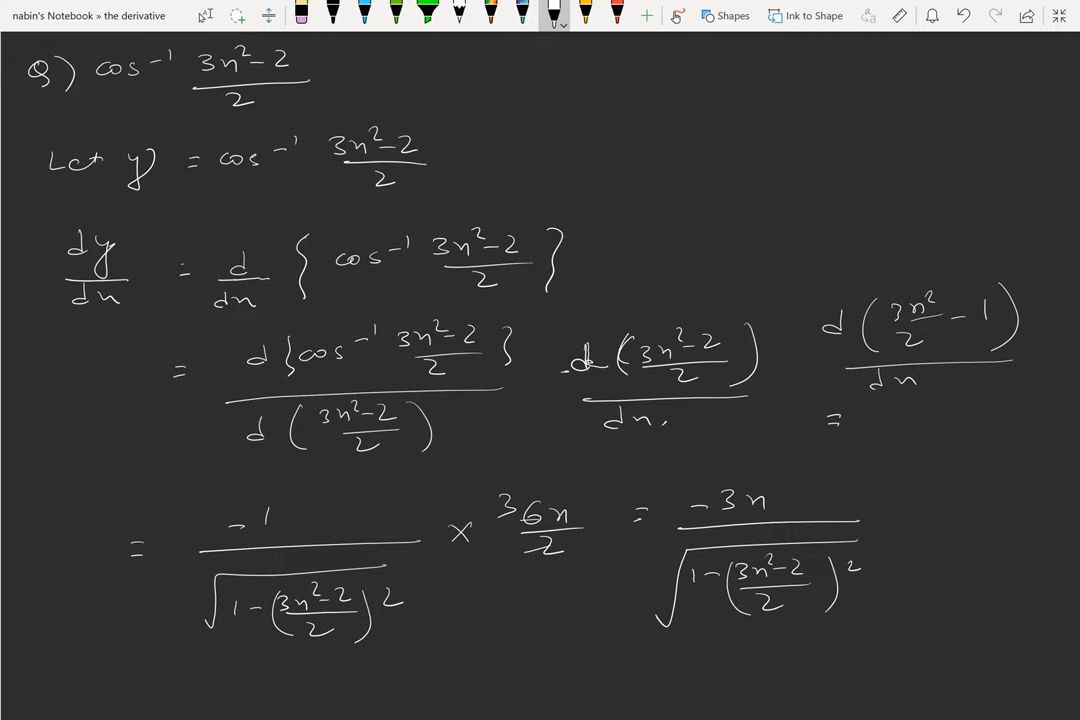 nabin's Notebook » the derivative
Shapes Ink to Shape
Q) cos⁻¹ (3x²-2)/2
Let y = cos⁻¹ (3x²-2)/2
dy/dx = d/dx { cos⁻¹ (3x²-2)/2 }
= d{cos⁻¹ (3x²-2)/2} / d((3x²-2)/2) . d((3x²-2)/2) / dx. d(3x²/2 - 1) / dx
=
= -1 / √(1-((3x²-2)/2)²) × 3 6x/2 = -3x / √(1-((3x²-2)/2)²)